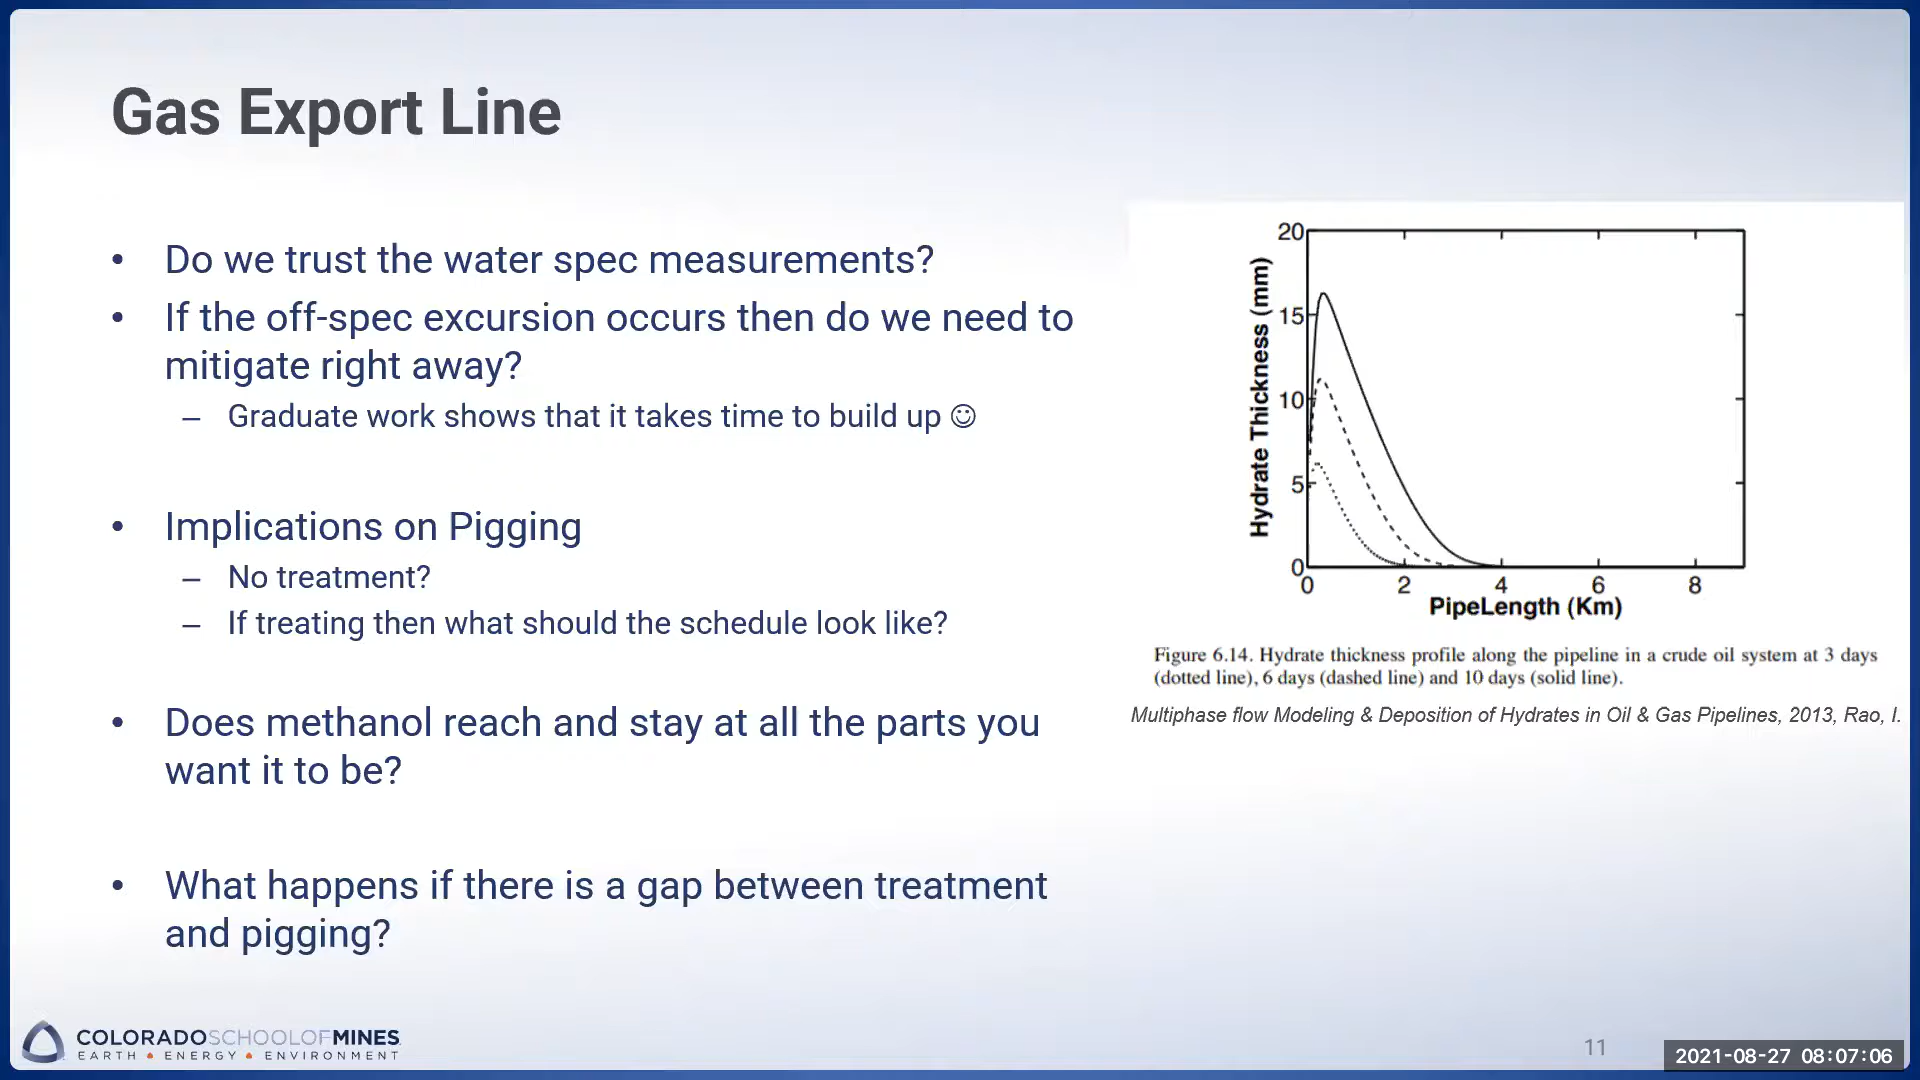 Gas Export Line
• Do we trust the water spec measurements?
• If the off-spec excursion occurs then do we need to
mitigate right away?
– Graduate work shows that it takes time to build up ☺
• Implications on Pigging
– No treatment?
– If treating then what should the schedule look like?
• Does methanol reach and stay at all the parts you
want it to be?
• What happens if there is a gap between treatment
and pigging?
20
15
10
5
0
Hydrate Thickness (mm)
0 2 4 6 8
PipeLength (Km)
Figure 6.14. Hydrate thickness profile along the pipeline in a crude oil system at 3 days
(dotted line), 6 days (dashed line) and 10 days (solid line).
Multiphase flow Modeling & Deposition of Hydrates in Oil & Gas Pipelines, 2013, Rao, I.
COLORADOSCHOOLOFMINES
EARTH • ENERGY • ENVIRONMENT
11
2021-08-27 08:07:06